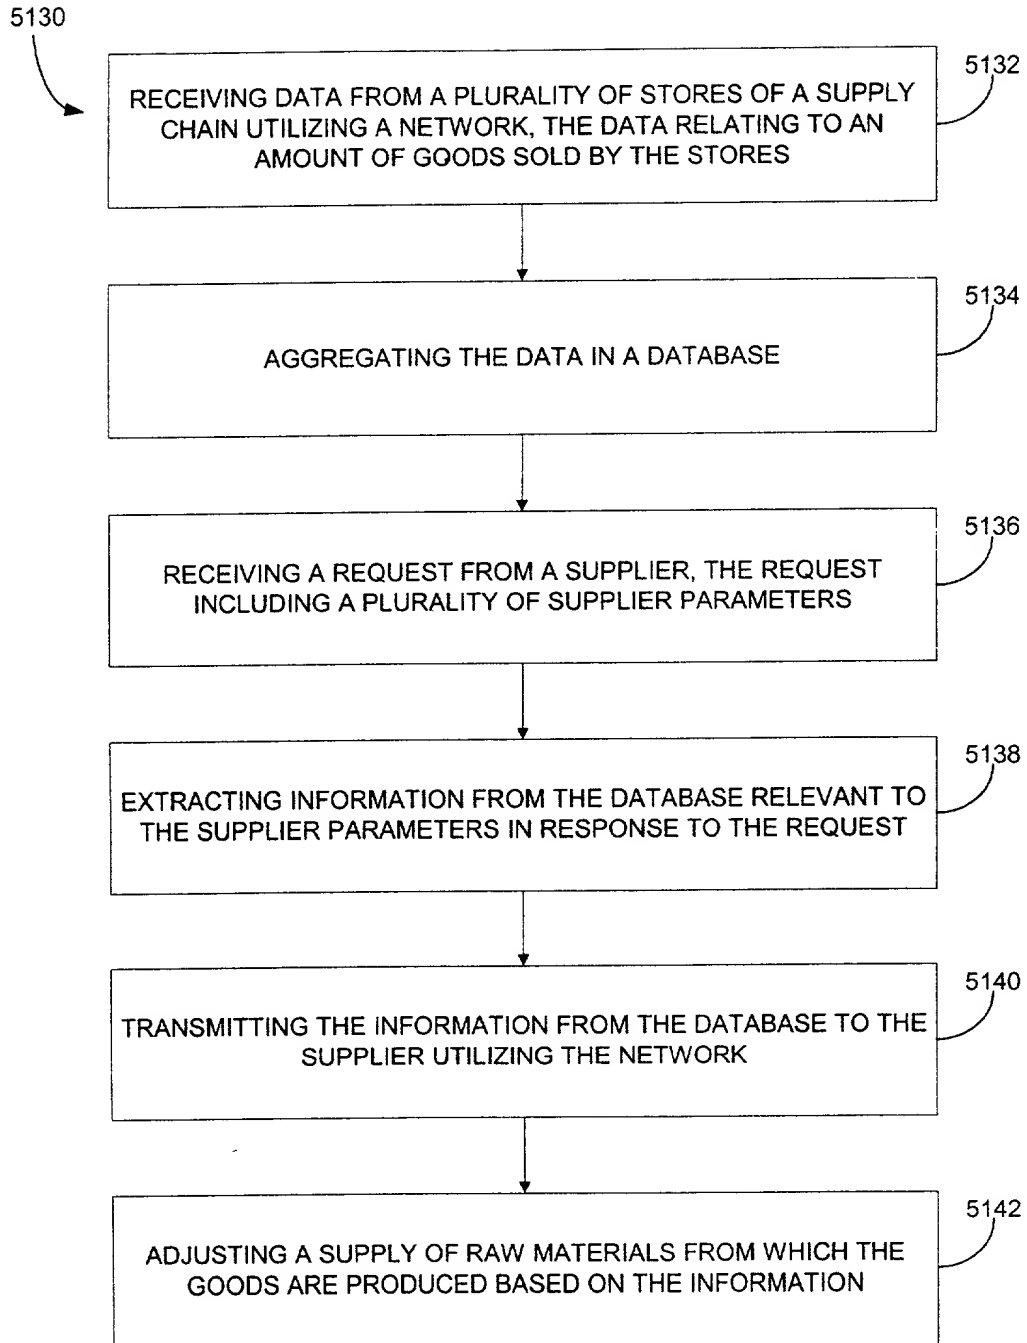 5130
5132
RECEIVING DATA FROM A PLURALITY OF STORES OF A SUPPLY
CHAIN UTILIZING A NETWORK, THE DATA RELATING TO AN
AMOUNT OF GOODS SOLD BY THE STORES
5134
AGGREGATING THE DATA IN A DATABASE
5136
RECEIVING A REQUEST FROM A SUPPLIER, THE REQUEST
INCLUDING A PLURALITY OF SUPPLIER PARAMETERS
5138
EXTRACTING INFORMATION FROM THE DATABASE RELEVANT TO
THE SUPPLIER PARAMETERS IN RESPONSE TO THE REQUEST
5140
TRANSMITTING THE INFORMATION FROM THE DATABASE TO THE
SUPPLIER UTILIZING THE NETWORK
5142
ADJUSTING A SUPPLY OF RAW MATERIALS FROM WHICH THE
GOODS ARE PRODUCED BASED ON THE INFORMATION